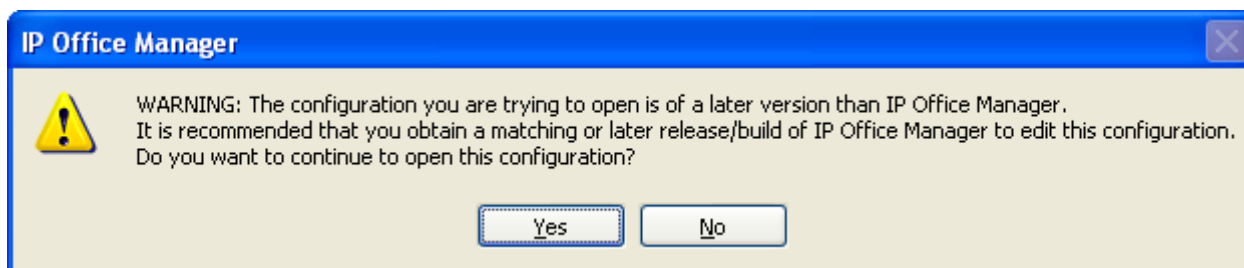 IP Office Manager
WARNING: The configuration you are trying to open is of a later version than IP Office Manager.
It is recommended that you obtain a matching or later release/build of IP Office Manager to edit this configuration.
Do you want to continue to open this configuration?
Yes No